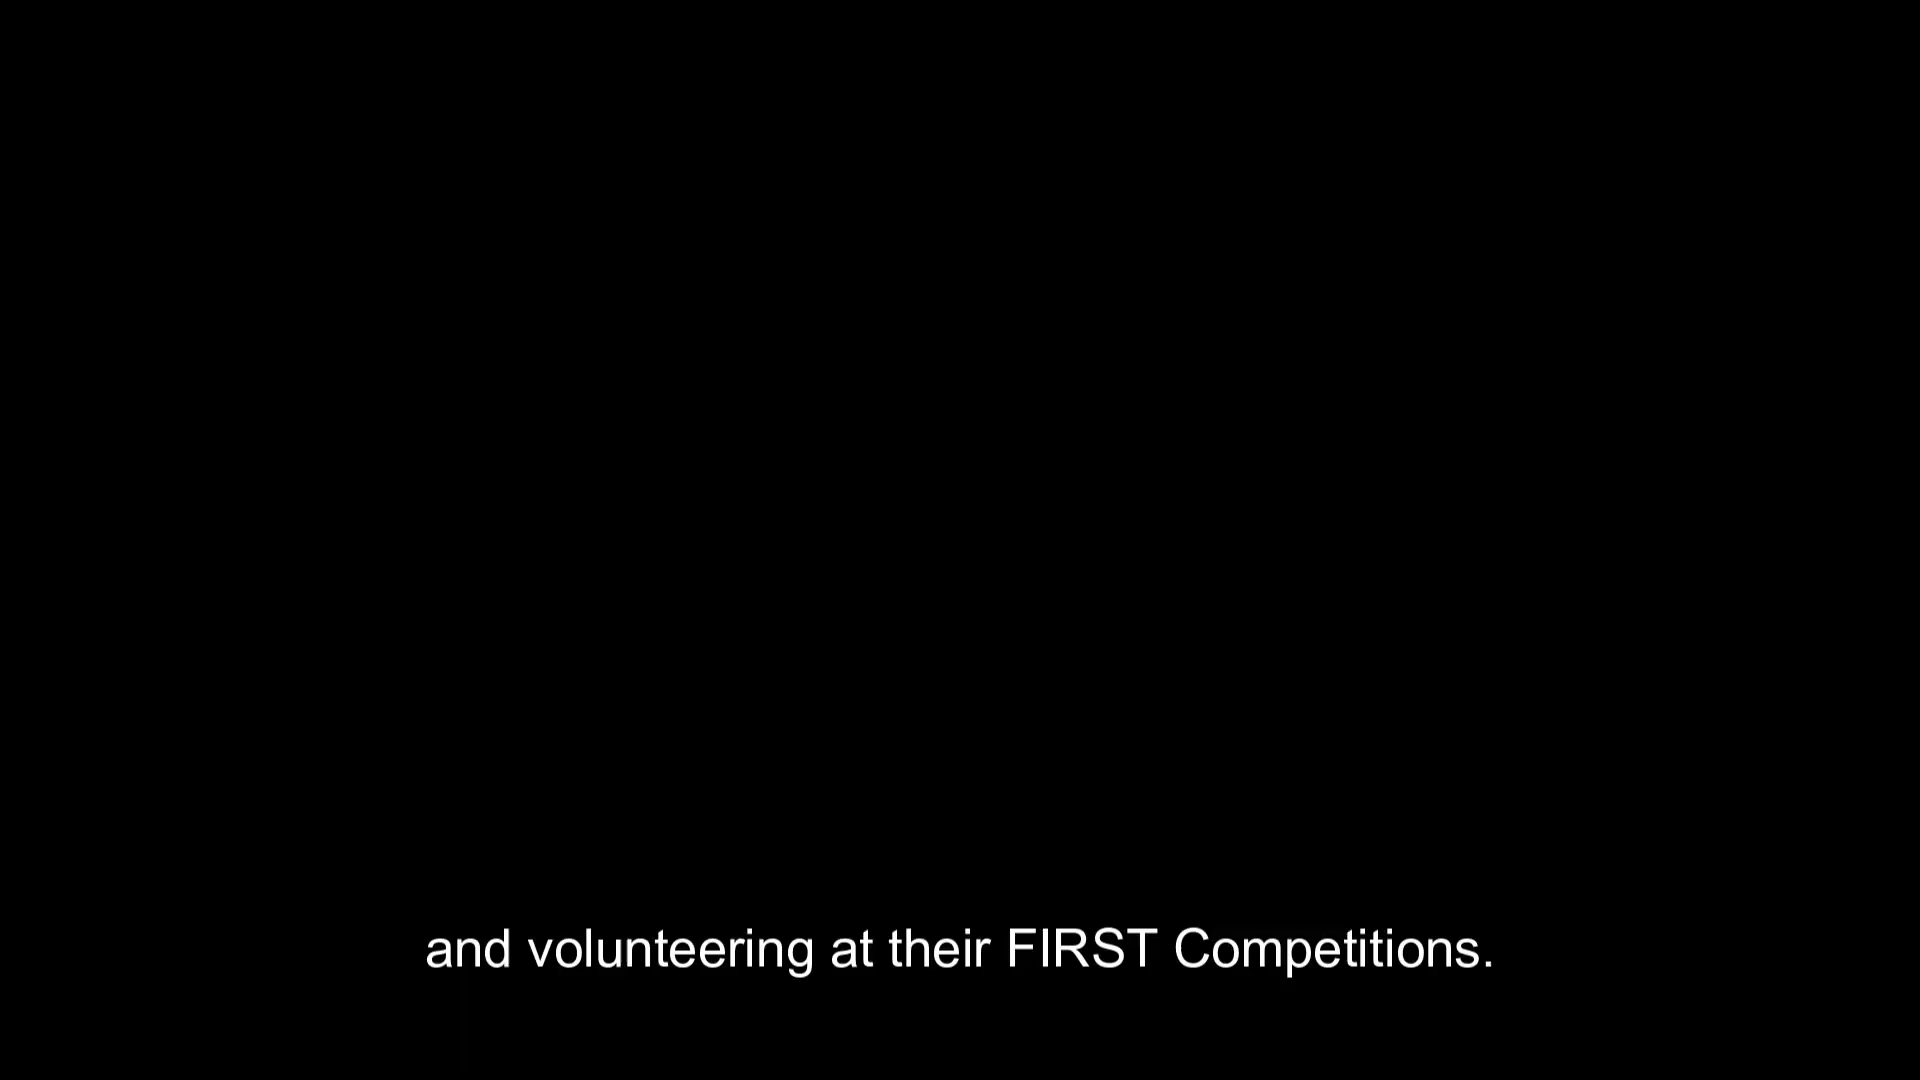 and volunteering at their FIRST Competitions.